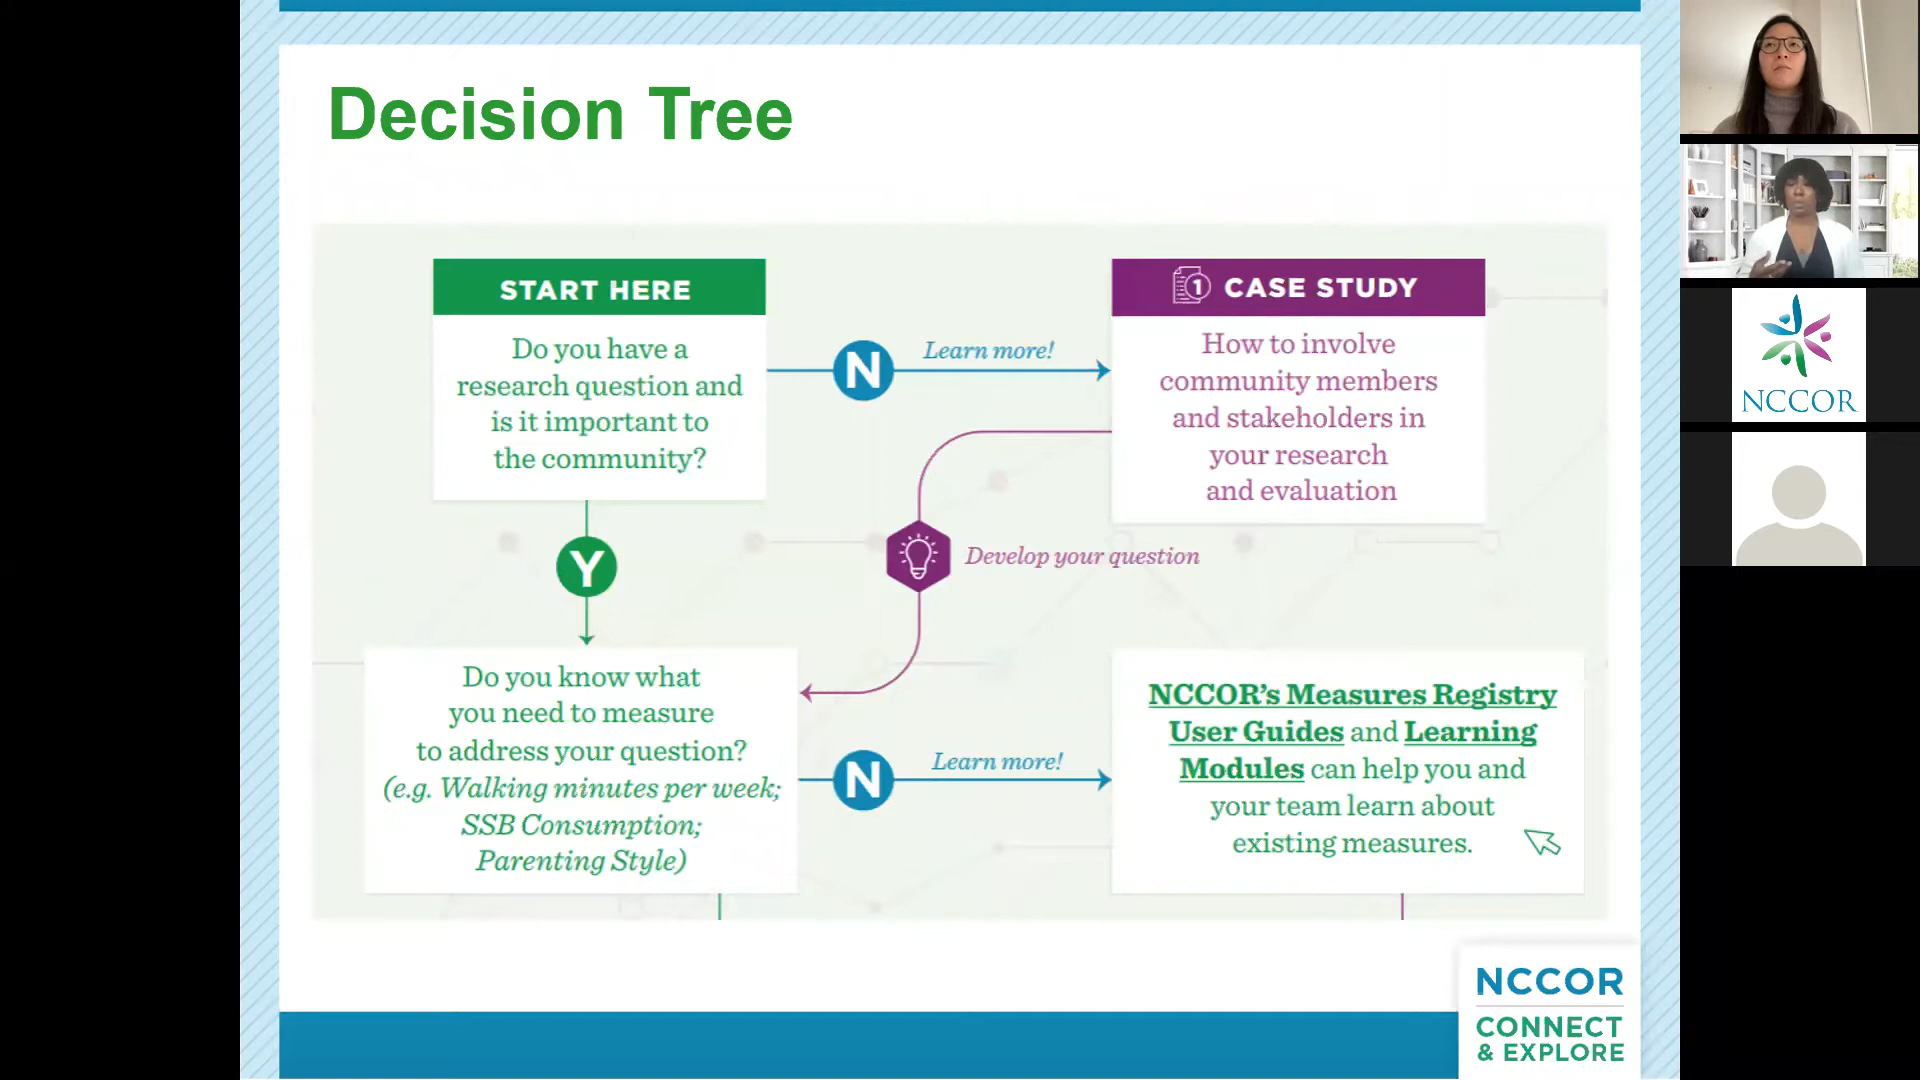 Decision Tree
START HERE
Do you have a
research question and
is it important to
the community?
N
Learn more!
1 CASE STUDY
How to involve
community members
and stakeholders in
your research
and evaluation
Y
Develop your question
Do you know what
you need to measure
to address your question?
(e.g. Walking minutes per week;
SSB Consumption;
Parenting Style)
N
Learn more!
NCCOR's Measures Registry
User Guides and Learning
Modules can help you and
your team learn about
existing measures.
NCCOR
CONNECT
& EXPLORE
NCCOR